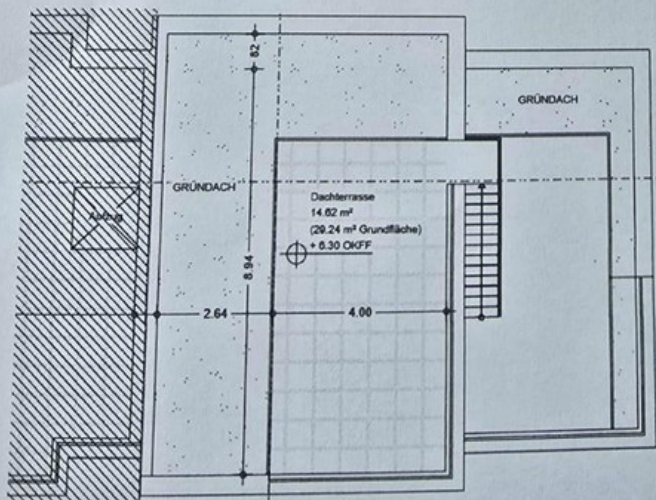 82
GRÜNDACH
GRÜNDACH
Aufzug
Dachterrasse
14.62 m²
(29.24 m² Grundfläche)
+ 6.30 OKFF
8.94
2.64
4.00